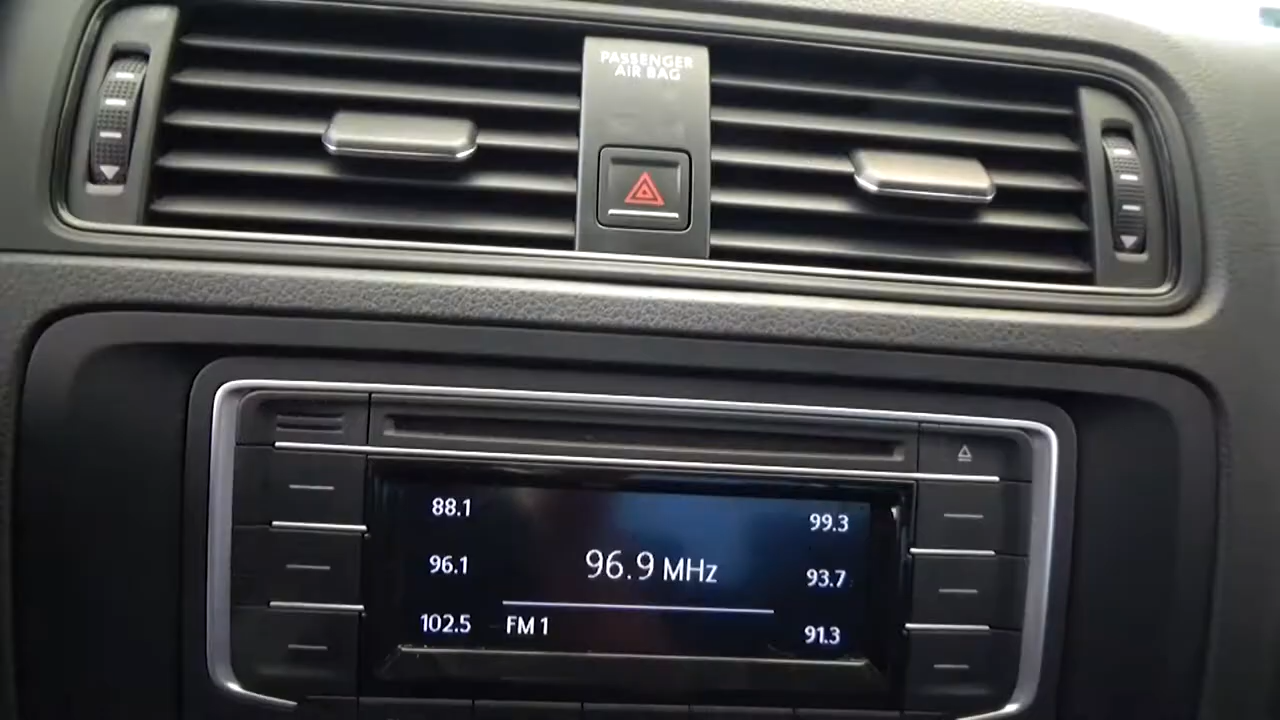 PASSENGER
AIR BAG
88.1
99.3
96.1
96.9 MHz
93.7
102.5
FM 1
91.3